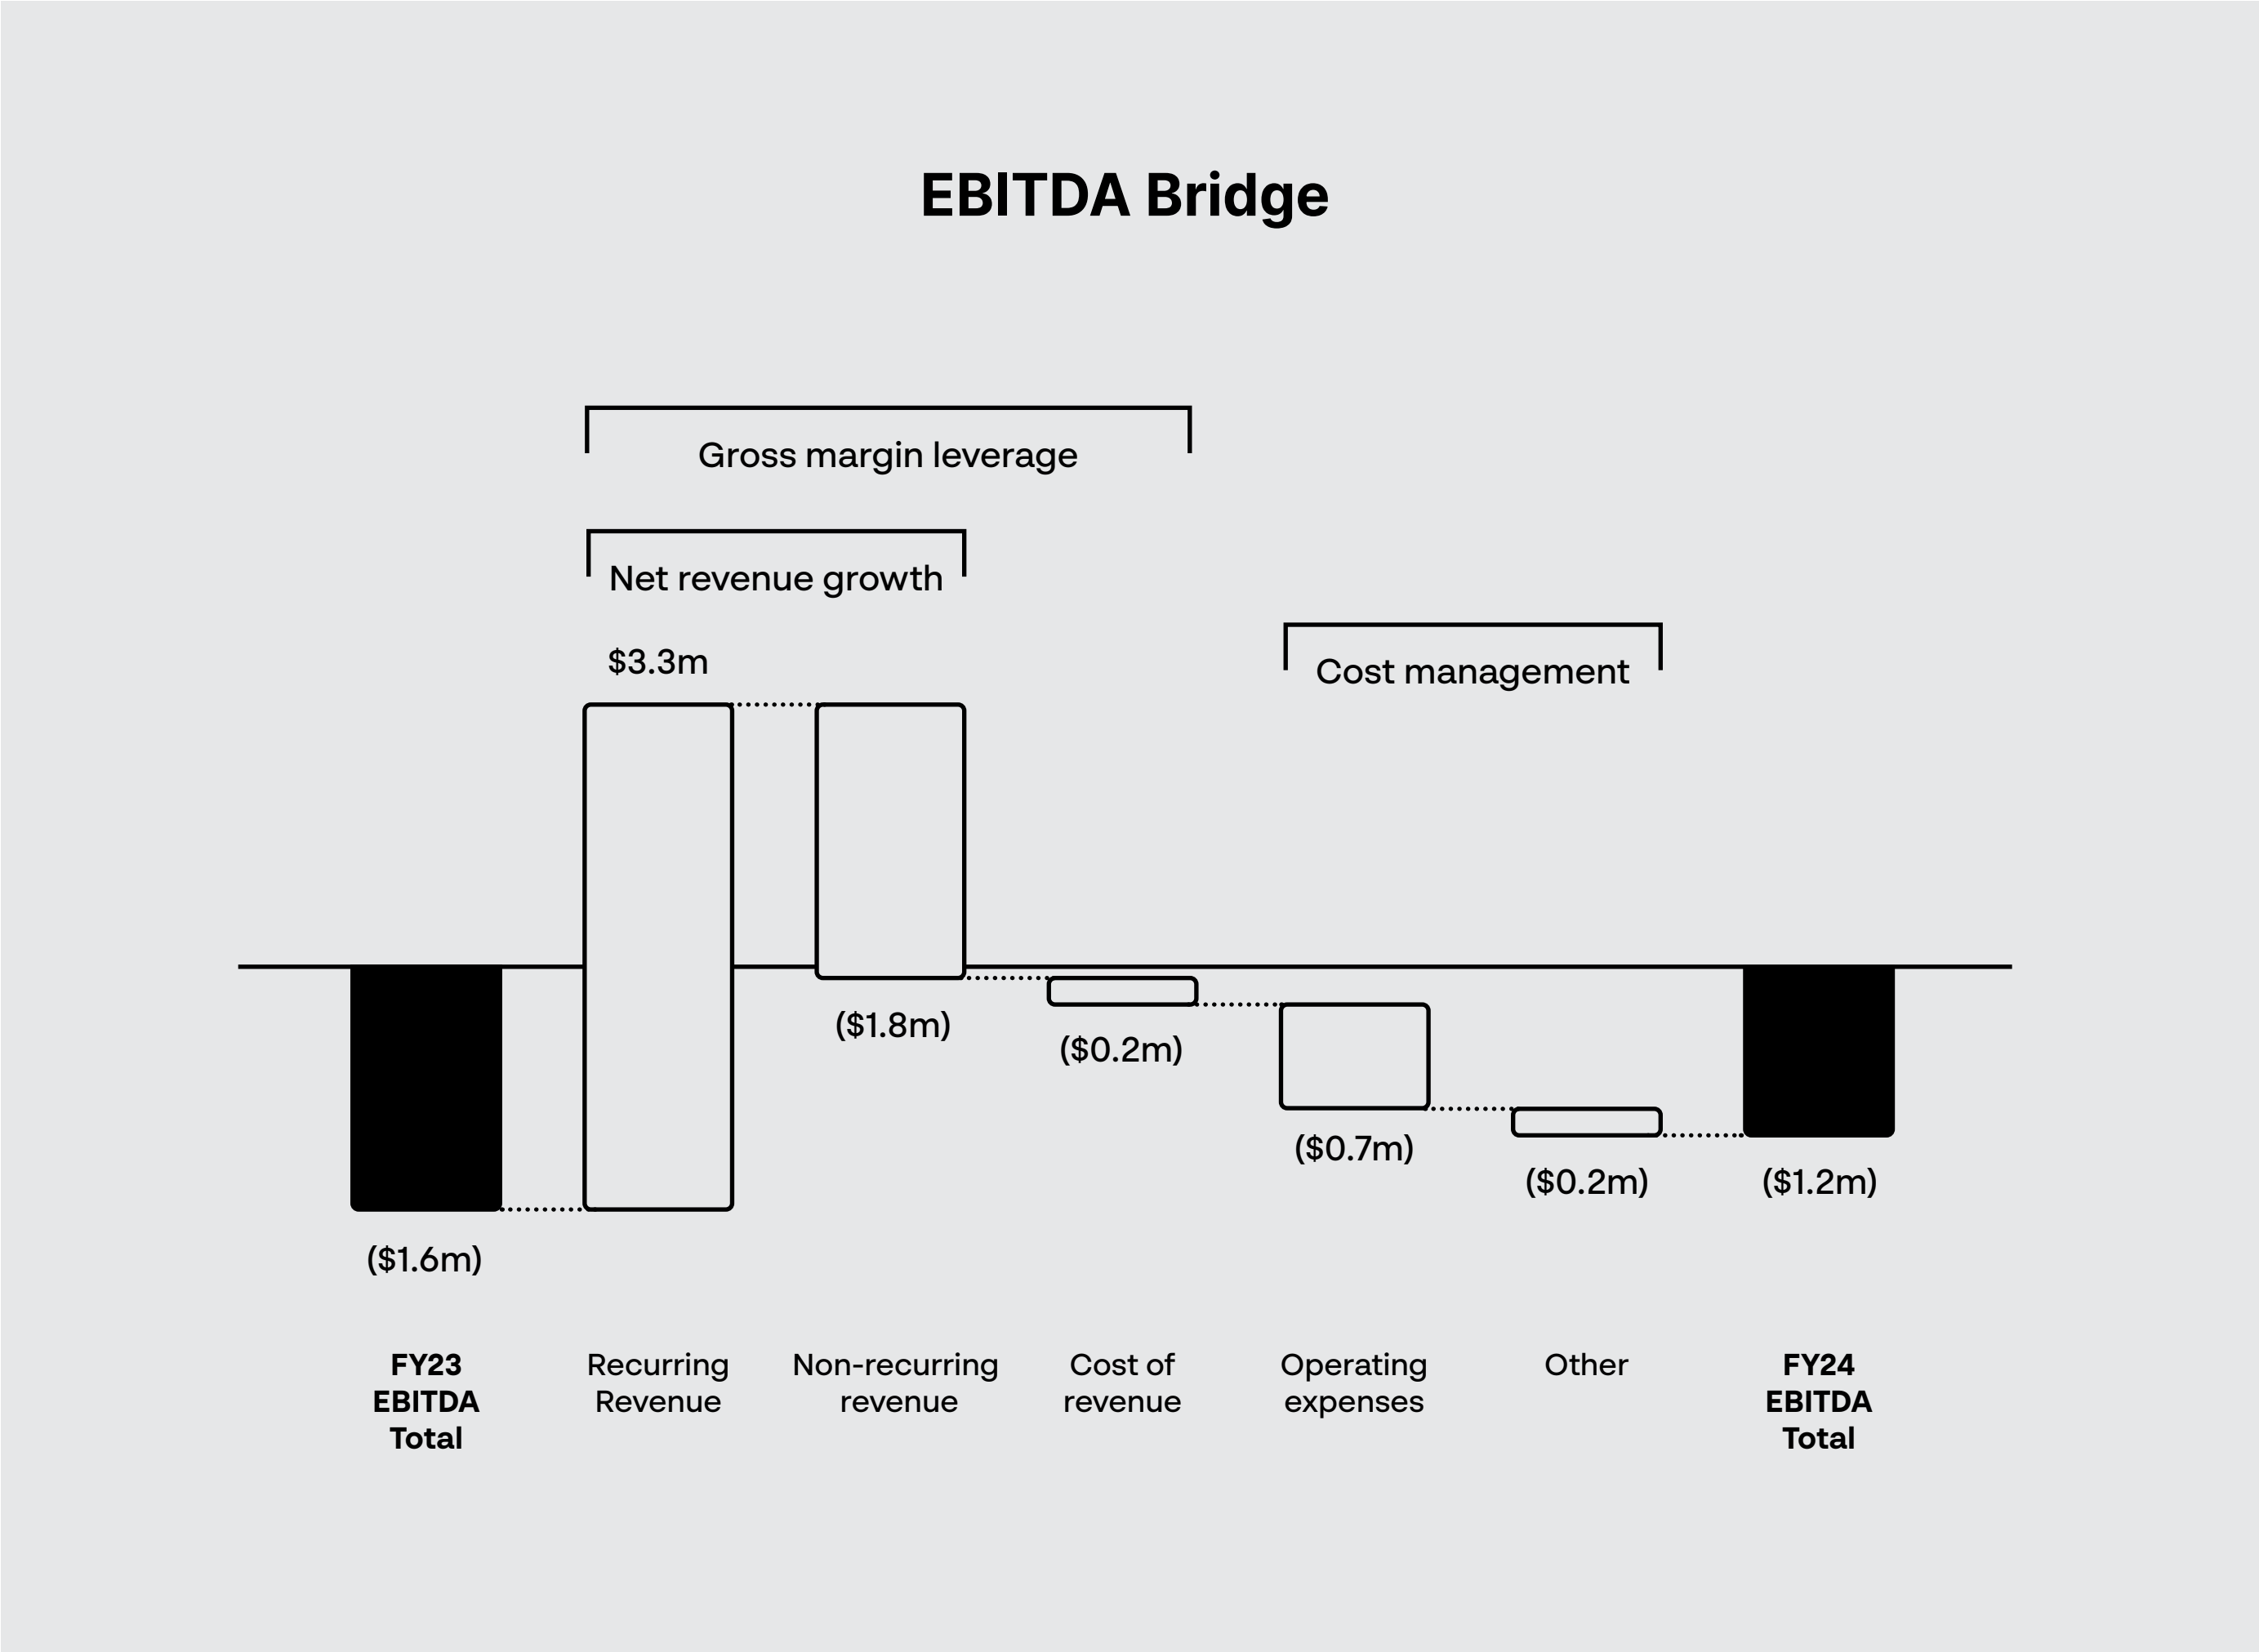 EBITDA Bridge
Gross margin leverage
Net revenue growth
$3.3m
Cost management
($1.8m)
($0.2m)
($0.7m)
($0.2m)
($1.2m)
($1.6m)
FY23
EBITDA
Total
Recurring
Revenue
Non-recurring
revenue
Cost of
revenue
Operating
expenses
Other
FY24
EBITDA
Total